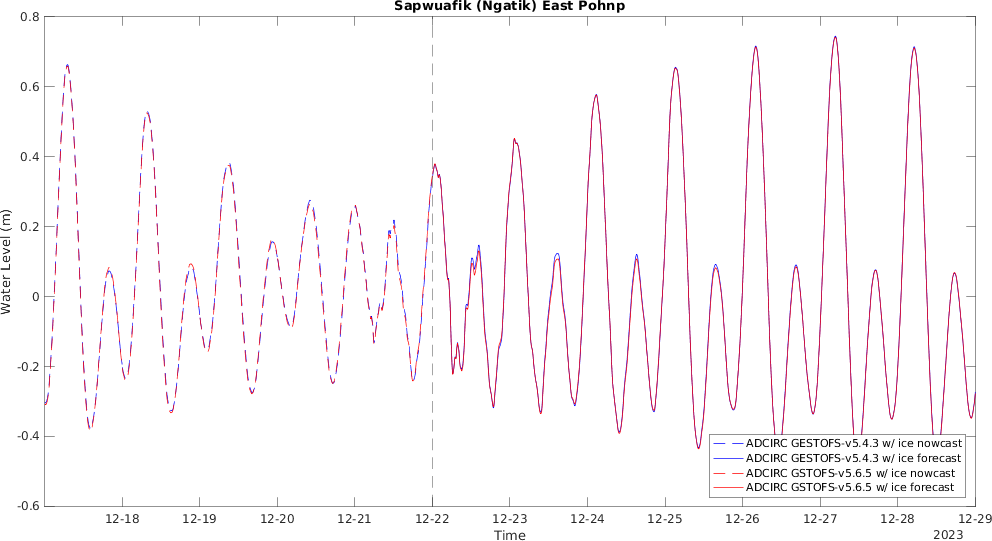 Sapwuafik (Ngatik) East Pohnp
Water Level (m)
0.8
0.6
0.4
0.2
0
-0.2
-0.4
-0.6
12-18 12-19 12-20 12-21 12-22 12-23 12-24 12-25 12-26 12-27 12-28 12-29
Time
2023
ADCIRC GESTOFS-v5.4.3 w/ ice nowcast
ADCIRC GESTOFS-v5.4.3 w/ ice forecast
ADCIRC GSTOFS-v5.6.5 w/ ice nowcast
ADCIRC GSTOFS-v5.6.5 w/ ice forecast